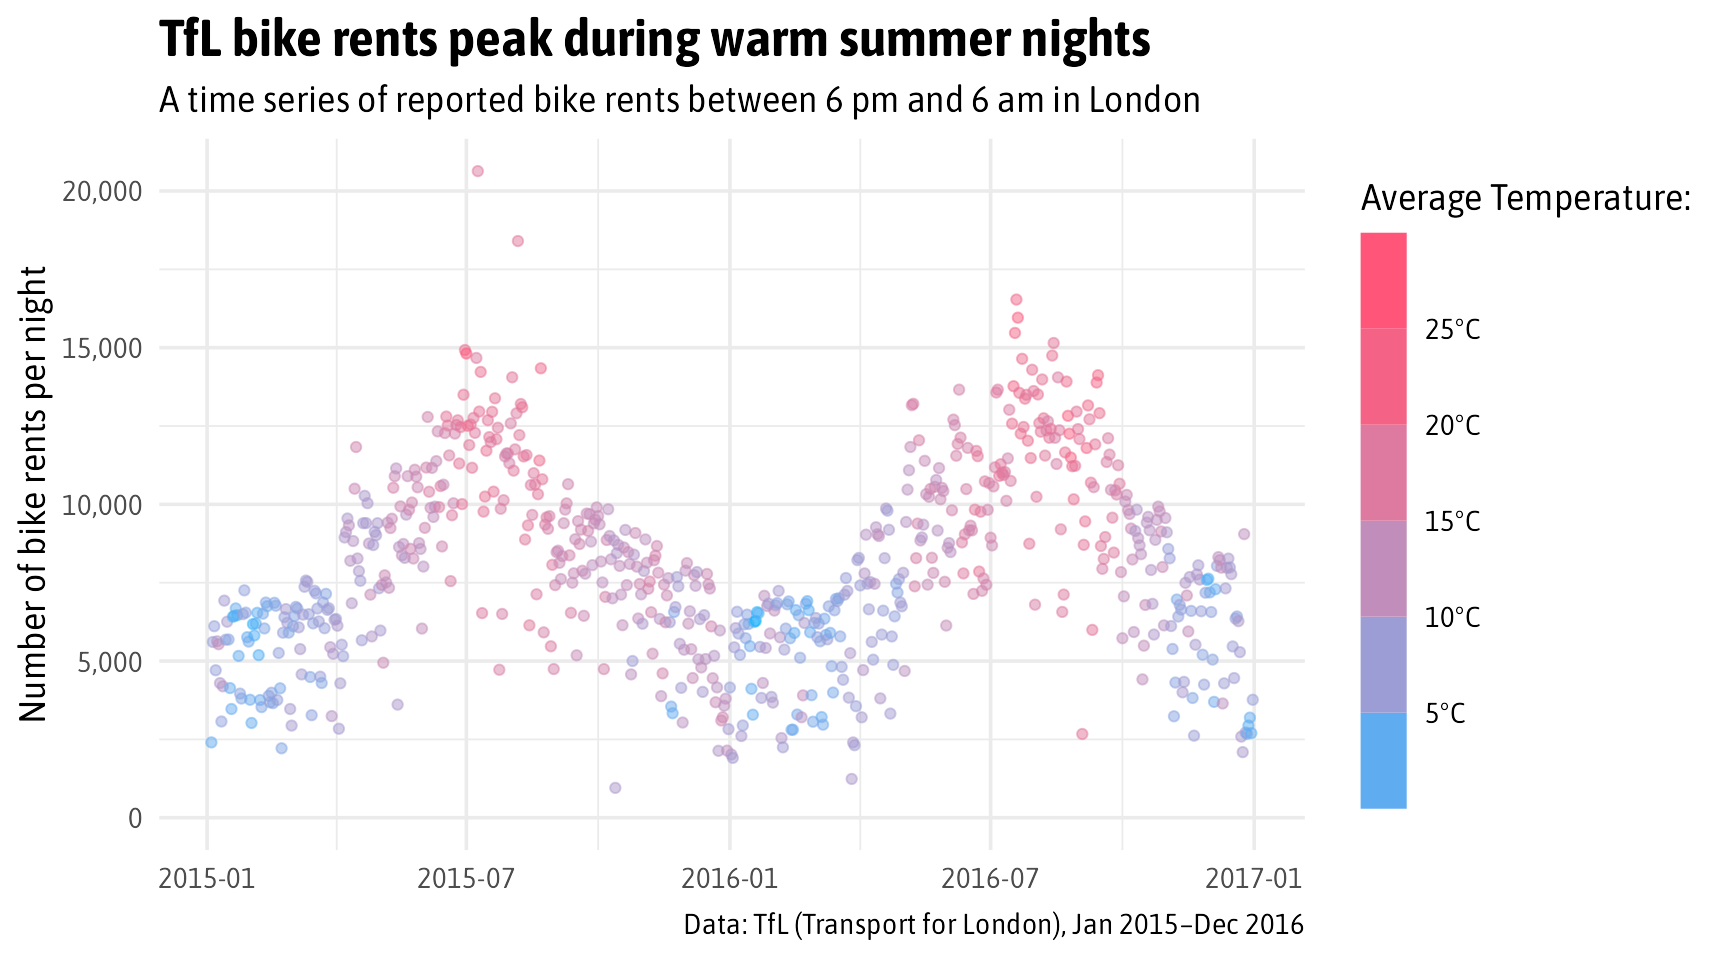 TfL bike rents peak during warm summer nights
A time series of reported bike rents between 6 pm and 6 am in London
Number of bike rents per night
20,000
15,000
10,000
5,000
0
2015-01
2015-07
2016-01
2016-07
2017-01
Average Temperature:
25°C
20°C
15°C
10°C
5°C
Data: TfL (Transport for London), Jan 2015–Dec 2016